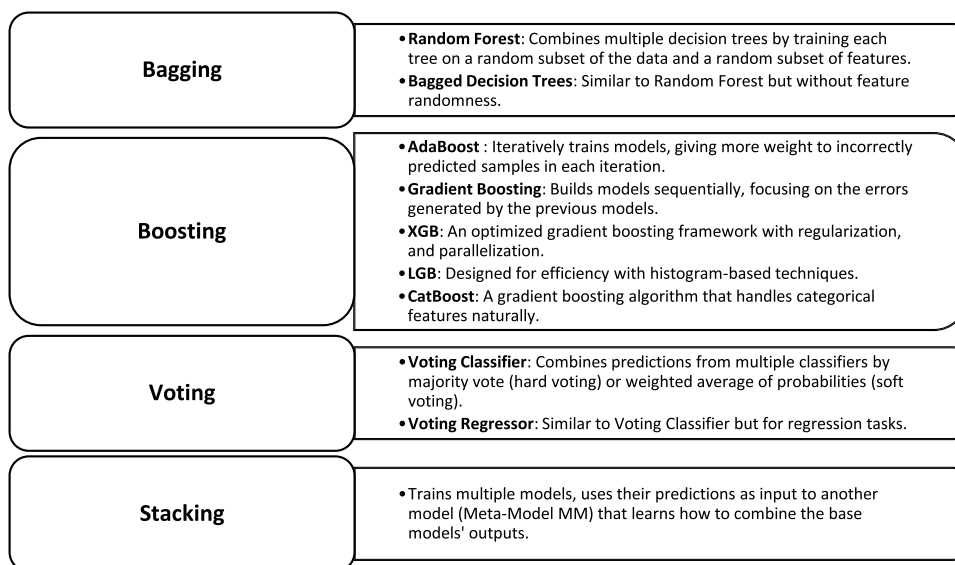 Bagging
•Random Forest: Combines multiple decision trees by training each
tree on a random subset of the data and a random subset of features.
•Bagged Decision Trees: Similar to Random Forest but without feature
randomness.
Boosting
•AdaBoost : Iteratively trains models, giving more weight to incorrectly
predicted samples in each iteration.
•Gradient Boosting: Builds models sequentially, focusing on the errors
generated by the previous models.
•XGB: An optimized gradient boosting framework with regularization,
and parallelization.
•LGB: Designed for efficiency with histogram-based techniques.
•CatBoost: A gradient boosting algorithm that handles categorical
features naturally.
Voting
•Voting Classifier: Combines predictions from multiple classifiers by
majority vote (hard voting) or weighted average of probabilities (soft
voting).
•Voting Regressor: Similar to Voting Classifier but for regression tasks.
Stacking
•Trains multiple models, uses their predictions as input to another
model (Meta-Model MM) that learns how to combine the base
models' outputs.